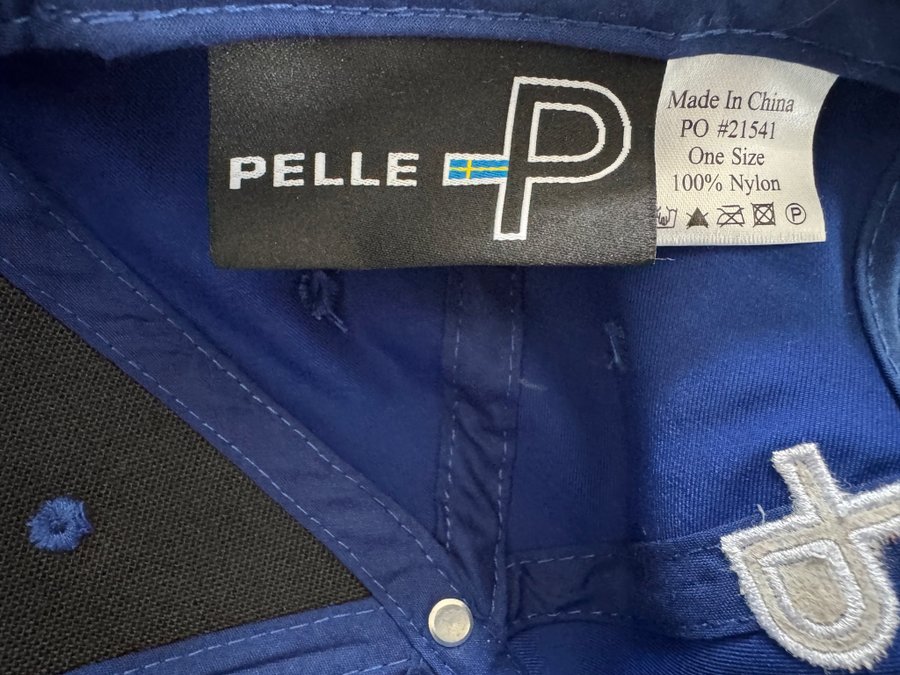 PELLE P
Made In China
PO #21541
One Size
100% Nylon
P